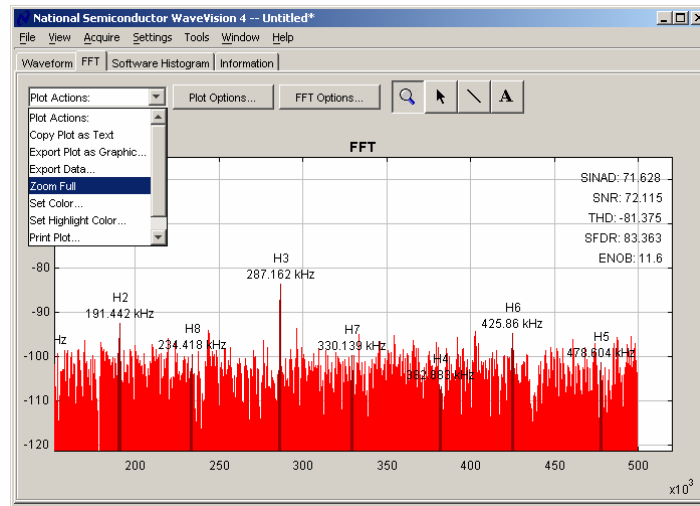 National Semiconductor WaveVision 4 -- Untitled*
File View Acquire Settings Tools Window Help
Waveform FFT Software Histogram Information
Plot Actions: Plot Options... FFT Options... A
Plot Actions:
Copy Plot as Text
Export Plot as Graphic...
Export Data...
Zoom Full
Set Color...
Set Highlight Color...
Print Plot...
FFT
SINAD: 71.628
SNR: 72.115
THD: -81.375
SFDR: 83.363
ENOB: 11.6
H3
287.162 kHz
H2
191.442 kHz
H8
234.418 kHz
H7
330.139 kHz
H4
382.883 kHz
H6
425.86 kHz
H5
478.604 kHz
Hz
-80
-90
-100
-110
-120
200 250 300 350 400 450 500
x10³